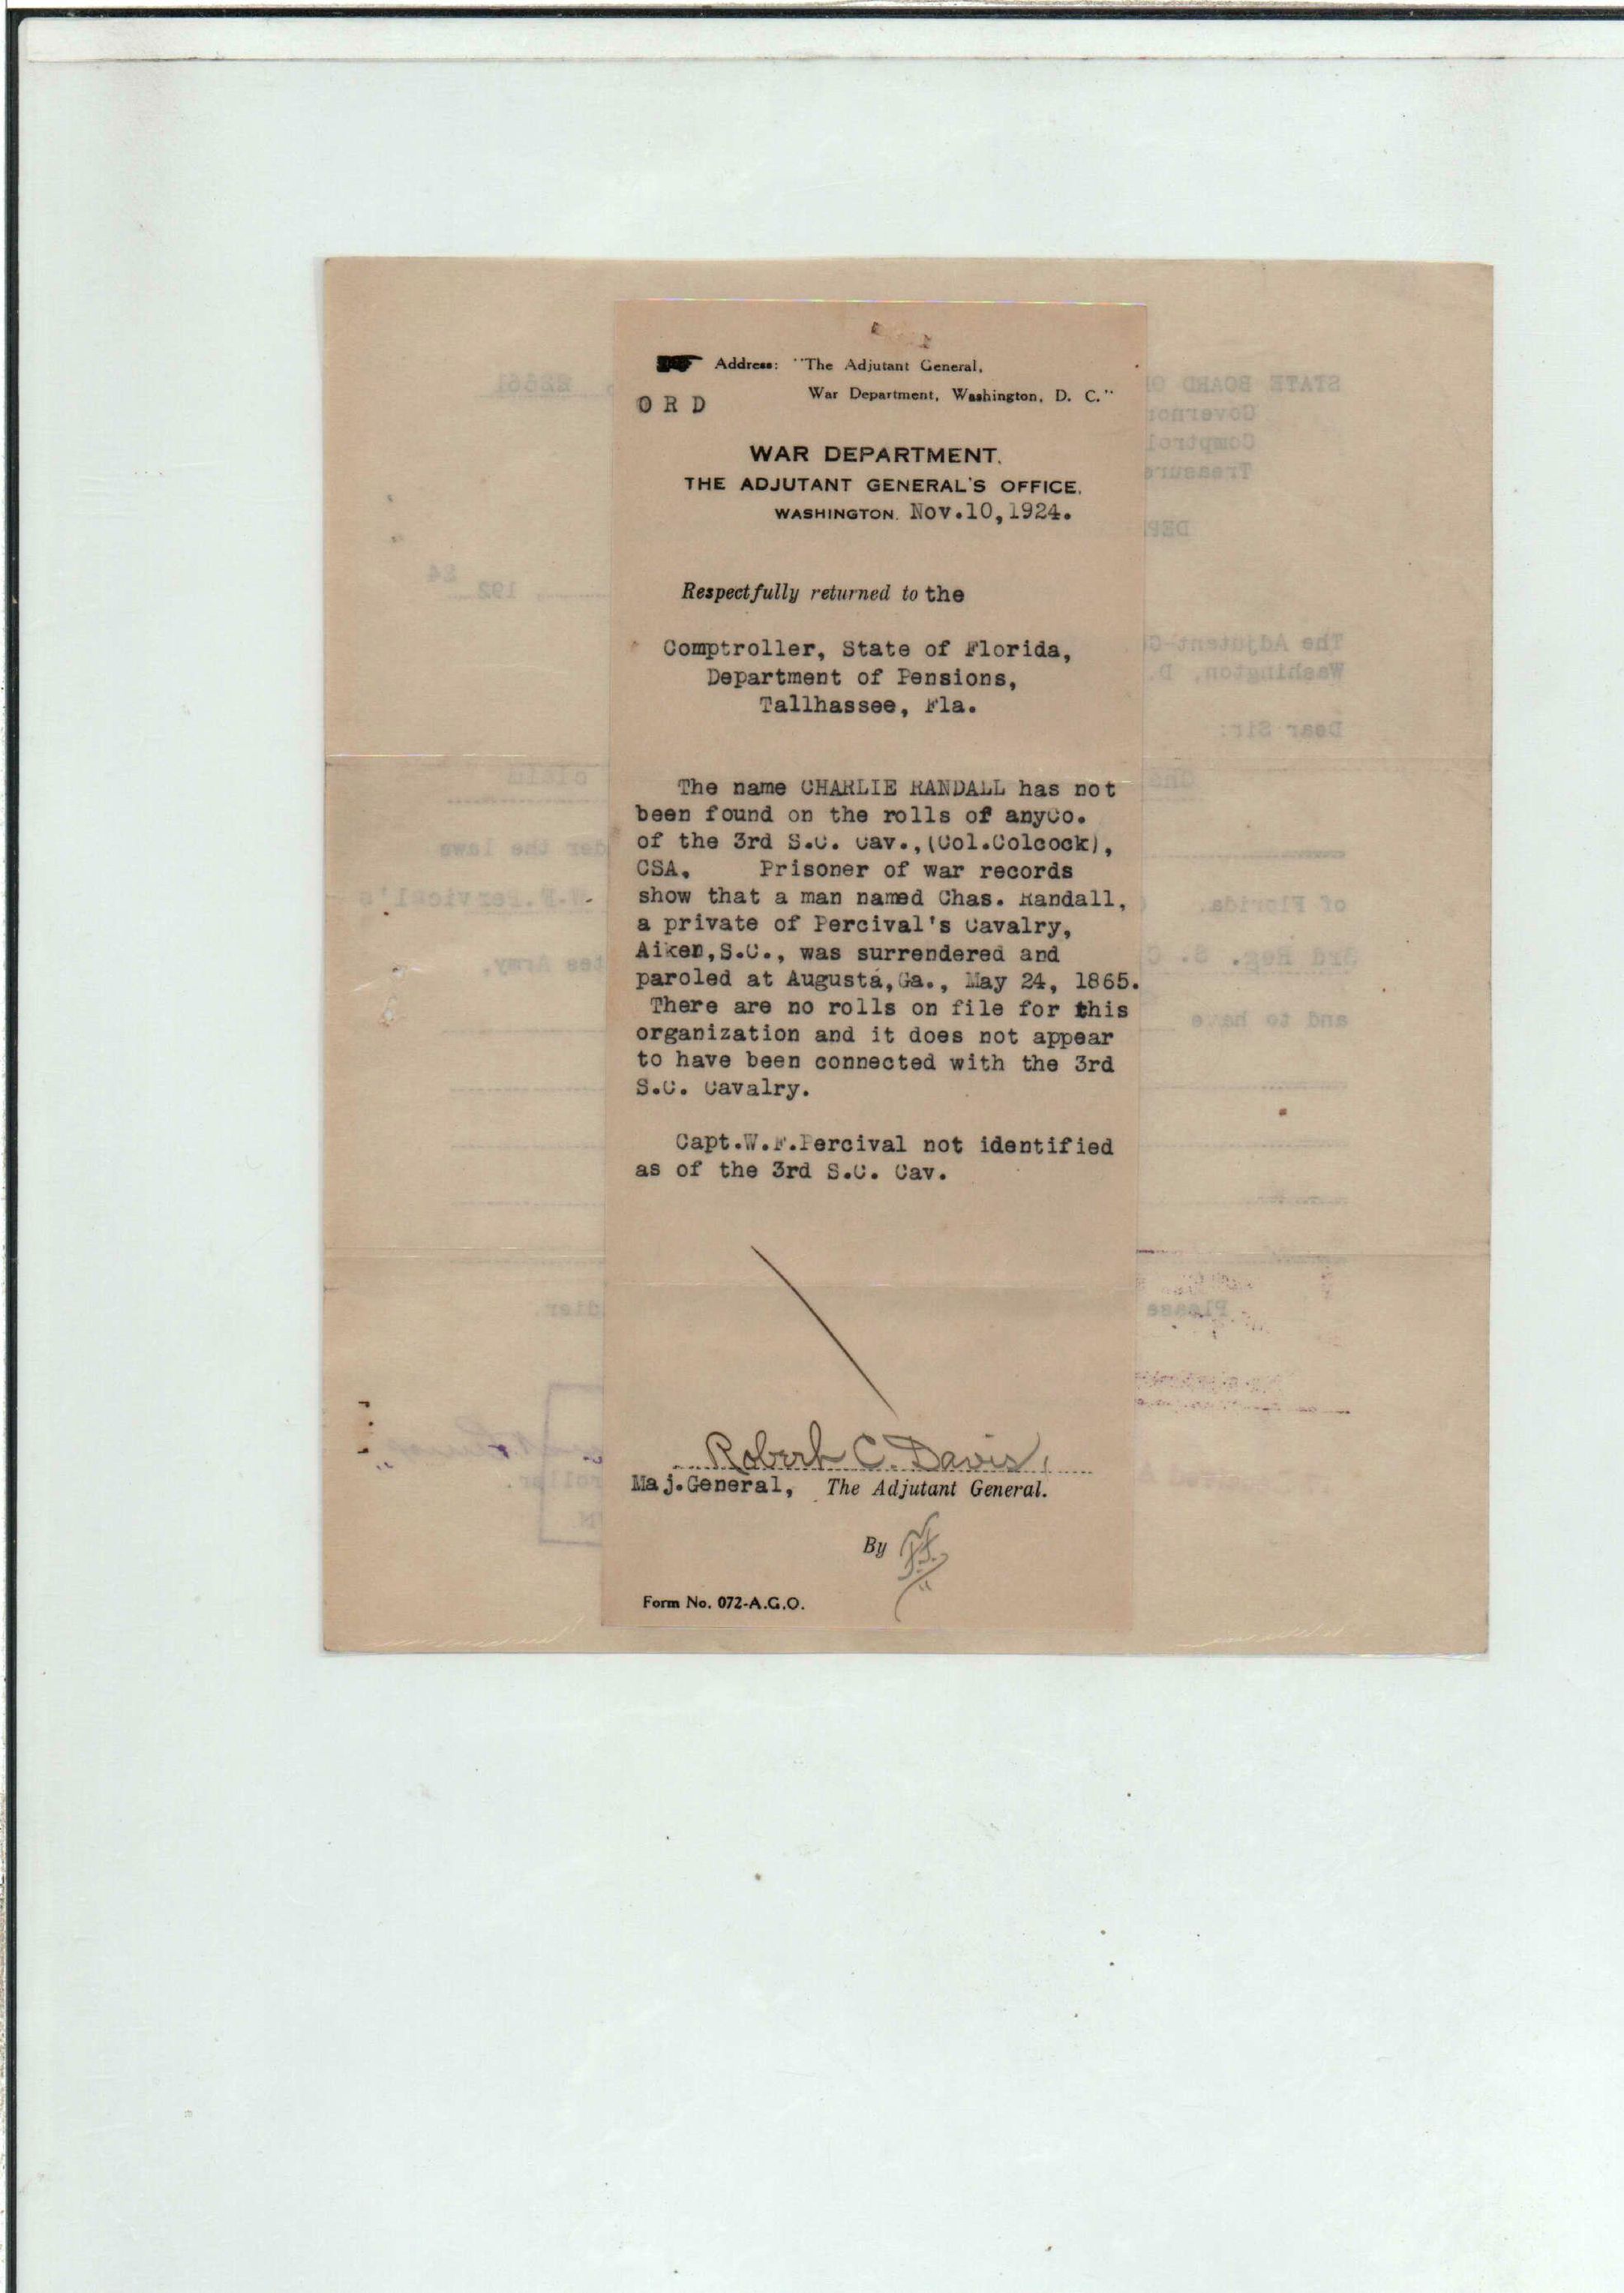 Address: "The Adjutant General,
War Department, Washington, D. C."
O R D
WAR DEPARTMENT.
THE ADJUTANT GENERAL'S OFFICE,
WASHINGTON. Nov.10,1924.
Respectfully returned to the
Comptroller, State of Florida,
Department of Pensions,
Tallhassee, Fla.
The name CHARLIE RANDALL has not
been found on the rolls of anyCo.
of the 3rd S.C. Cav.,(Col.Colcock),
CSA. Prisoner of war records
show that a man named Chas. Randall,
a private of Percival's Cavalry,
Aiken,S.C., was surrendered and
paroled at Augusta,Ga., May 24, 1865.
There are no rolls on file for this
organization and it does not appear
to have been connected with the 3rd
S.C. Cavalry.
Capt.W.F.Percival not identified
as of the 3rd S.C. Cav.
Robert C. Davis,
Maj.General, The Adjutant General.
By
Form No. 072-A.G.O.